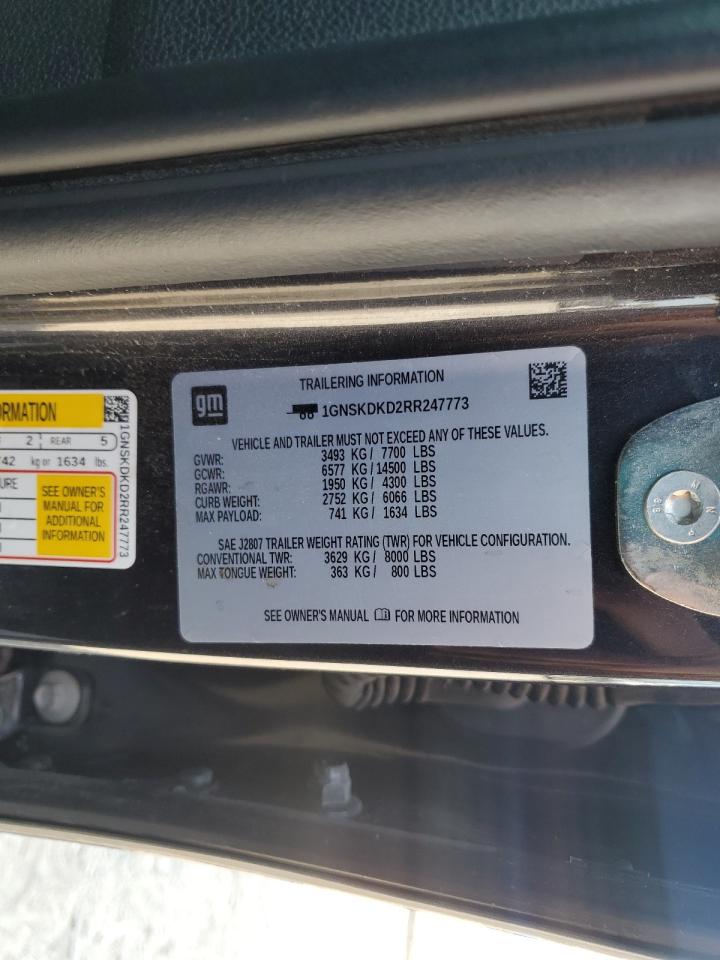 RMATION
2 REAR 5
742 kg or 1634 lbs.
URE
SEE OWNER'S
MANUAL FOR
ADDITIONAL
INFORMATION
1GNSKDKD2RR247773
gm
TRAILERING INFORMATION
1GNSKDKD2RR247773
VEHICLE AND TRAILER MUST NOT EXCEED ANY OF THESE VALUES.
GVWR: 3493 KG / 7700 LBS
GCWR: 6577 KG / 14500 LBS
RGAWR: 1950 KG / 4300 LBS
CURB WEIGHT: 2752 KG / 6066 LBS
MAX PAYLOAD: 741 KG / 1634 LBS
SAE J2807 TRAILER WEIGHT RATING (TWR) FOR VEHICLE CONFIGURATION.
CONVENTIONAL TWR: 3629 KG / 8000 LBS
MAX TONGUE WEIGHT: 363 KG / 800 LBS
SEE OWNER'S MANUAL FOR MORE INFORMATION